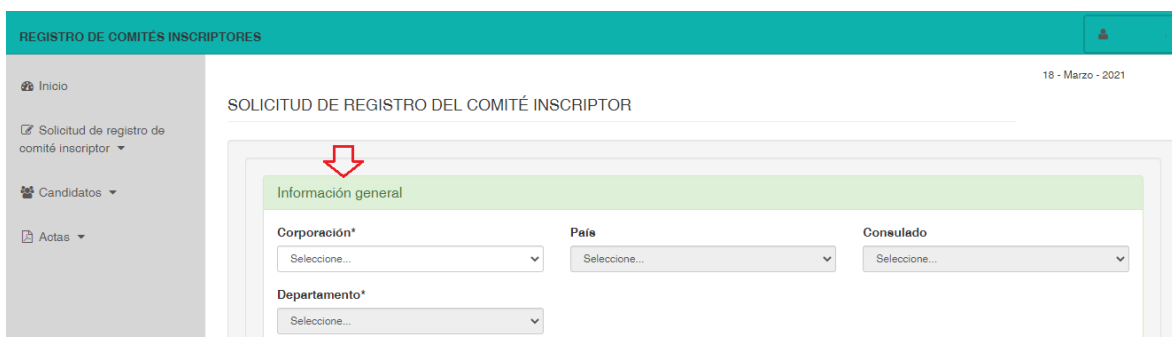 REGISTRO DE COMITÉS INSCRIPTORES
18 - Marzo - 2021
Inicio
Solicitud de registro de
comité inscriptor
Candidatos
Actas
SOLICITUD DE REGISTRO DEL COMITÉ INSCRIPTOR
Información general
Corporación* País Consulado
Seleccione... Seleccione... Seleccione...
Departamento*
Seleccione...